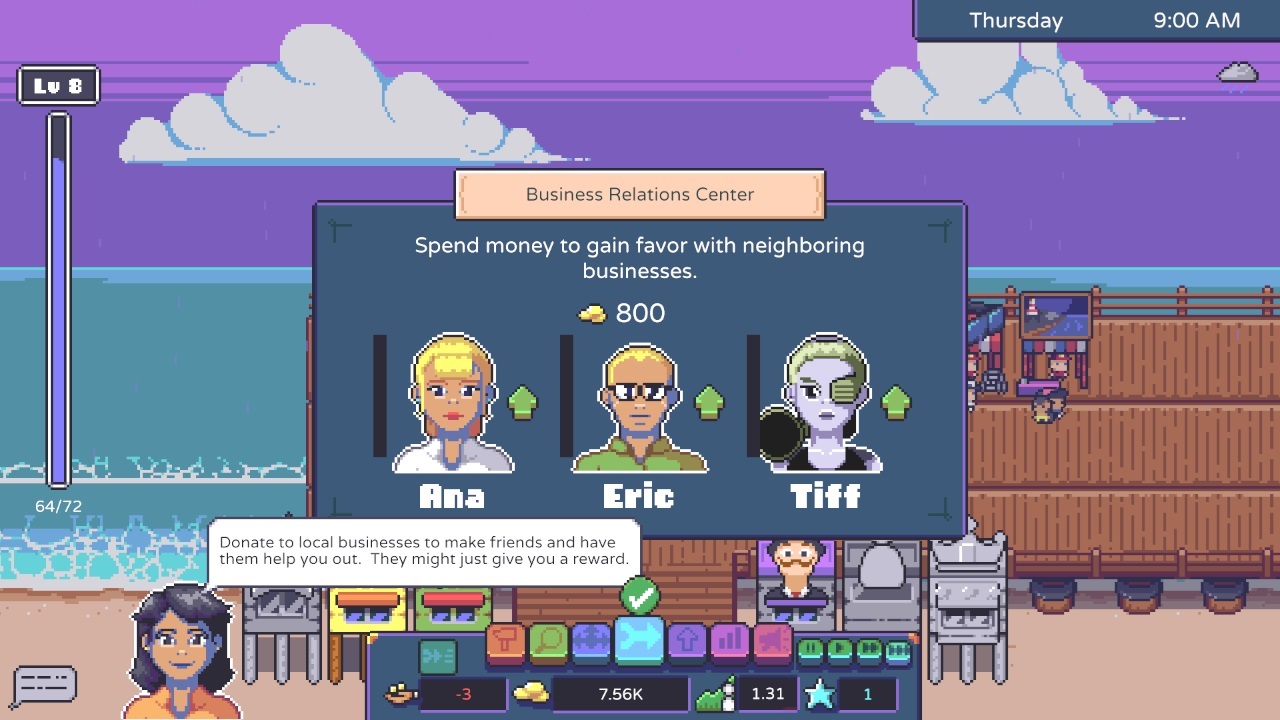 Thursday 9:00 AM
Lv 8
Business Relations Center
Spend money to gain favor with neighboring
businesses.
800
Ana Eric Tiff
64/72
Donate to local businesses to make friends and have
them help you out. They might just give you a reward.
-3 7.56K 1.31 1